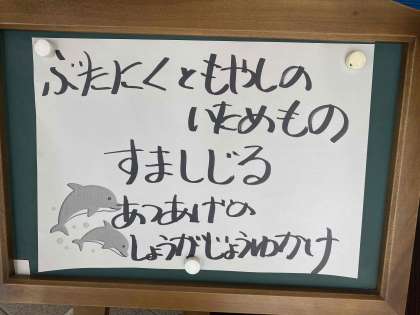 ぶたにくともやしの
いためもの
すましじる
あつあげの
しょうがじょうゆかけ